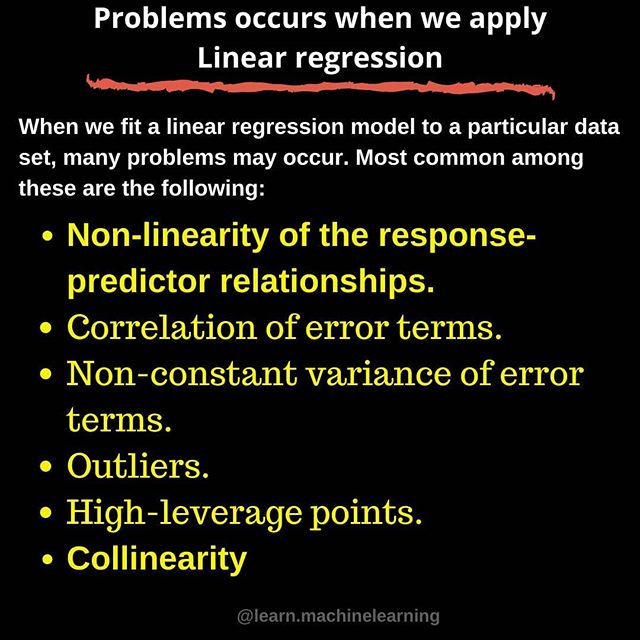 Problems occurs when we apply
Linear regression
When we fit a linear regression model to a particular data
set, many problems may occur. Most common among
these are the following:
• Non-linearity of the response-
predictor relationships.
• Correlation of error terms.
• Non-constant variance of error
terms.
• Outliers.
• High-leverage points.
• Collinearity
@learn.machinelearning